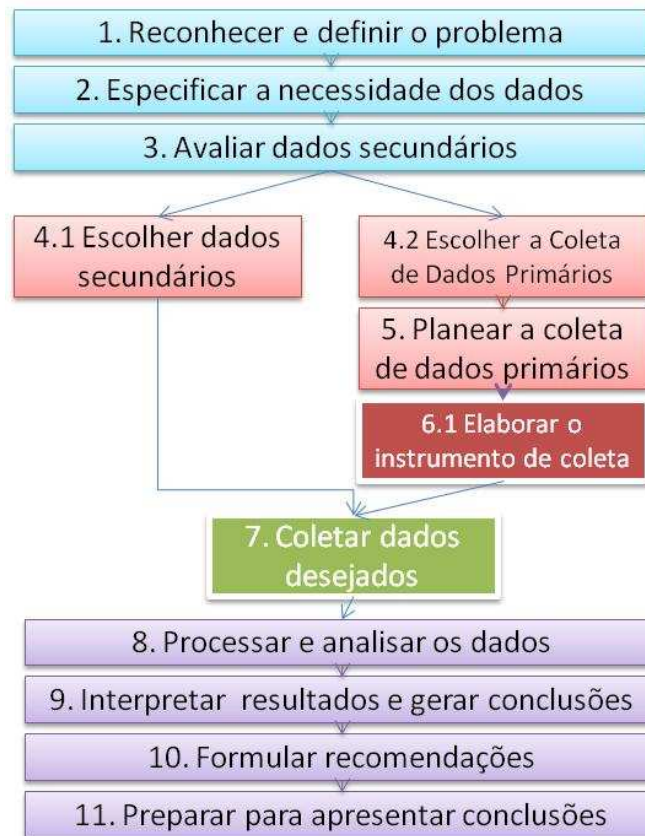 1. Reconhecer e definir o problema
2. Especificar a necessidade dos dados
3. Avaliar dados secundários
4.1 Escolher dados
secundários
4.2 Escolher a Coleta
de Dados Primários
5. Planear a coleta
de dados primários
6.1 Elaborar o
instrumento de coleta
7. Coletar dados
desejados
8. Processar e analisar os dados
9. Interpretar resultados e gerar conclusões
10. Formular recomendações
11. Preparar para apresentar conclusões